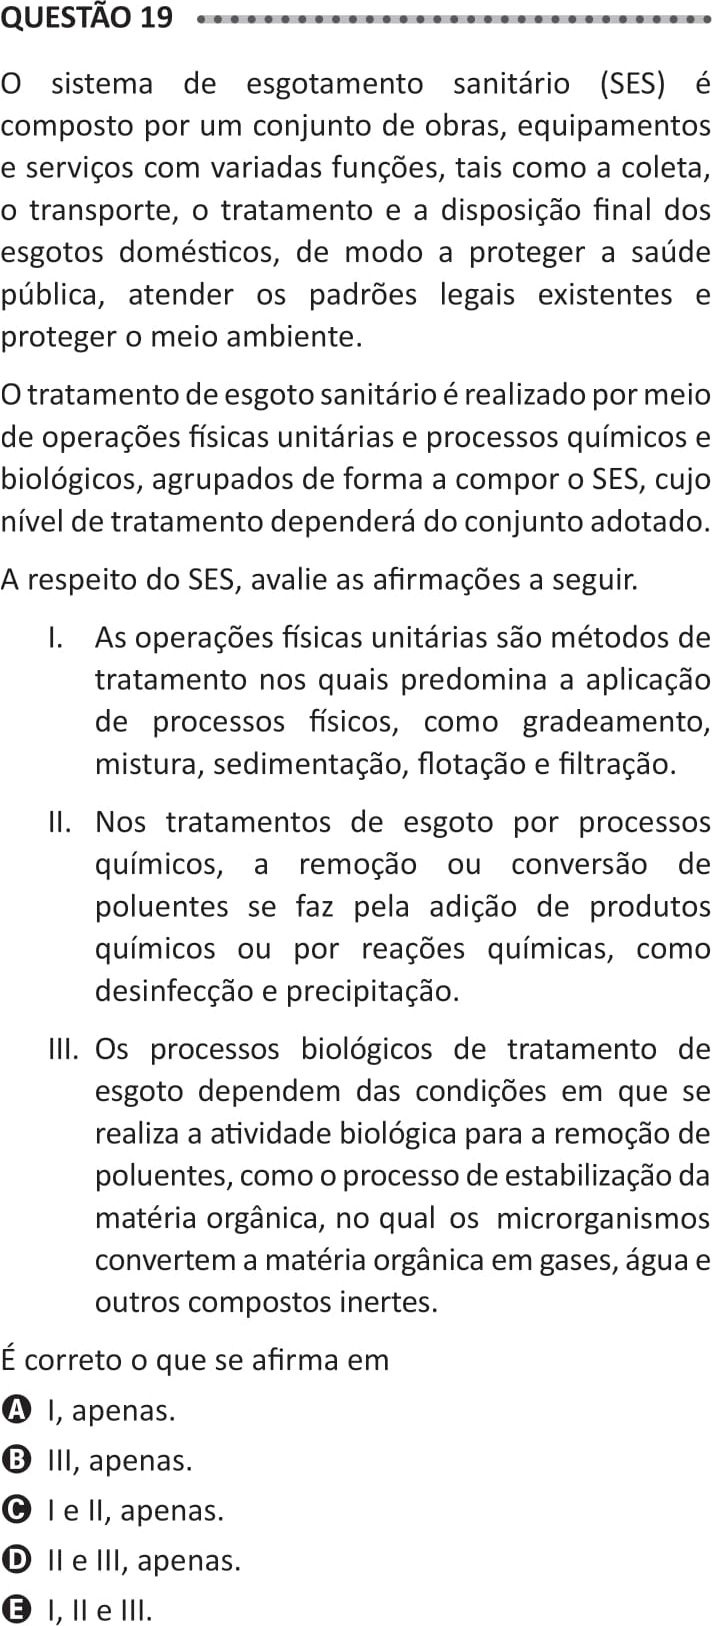 QUESTÃO 19
O sistema de esgotamento sanitário (SES) é
composto por um conjunto de obras, equipamentos
e serviços com variadas funções, tais como a coleta,
o transporte, o tratamento e a disposição final dos
esgotos domésticos, de modo a proteger a saúde
pública, atender os padrões legais existentes e
proteger o meio ambiente.
O tratamento de esgoto sanitário é realizado por meio
de operações físicas unitárias e processos químicos e
biológicos, agrupados de forma a compor o SES, cujo
nível de tratamento dependerá do conjunto adotado.
A respeito do SES, avalie as afirmações a seguir.
I. As operações físicas unitárias são métodos de
tratamento nos quais predomina a aplicação
de processos físicos, como gradeamento,
mistura, sedimentação, flotação e filtração.
II. Nos tratamentos de esgoto por processos
químicos, a remoção ou conversão de
poluentes se faz pela adição de produtos
químicos ou por reações químicas, como
desinfecção e precipitação.
III. Os processos biológicos de tratamento de
esgoto dependem das condições em que se
realiza a atividade biológica para a remoção de
poluentes, como o processo de estabilização da
matéria orgânica, no qual os microrganismos
convertem a matéria orgânica em gases, água e
outros compostos inertes.
É correto o que se afirma em
A I, apenas.
B III, apenas.
C I e II, apenas.
D II e III, apenas.
E I, II e III.